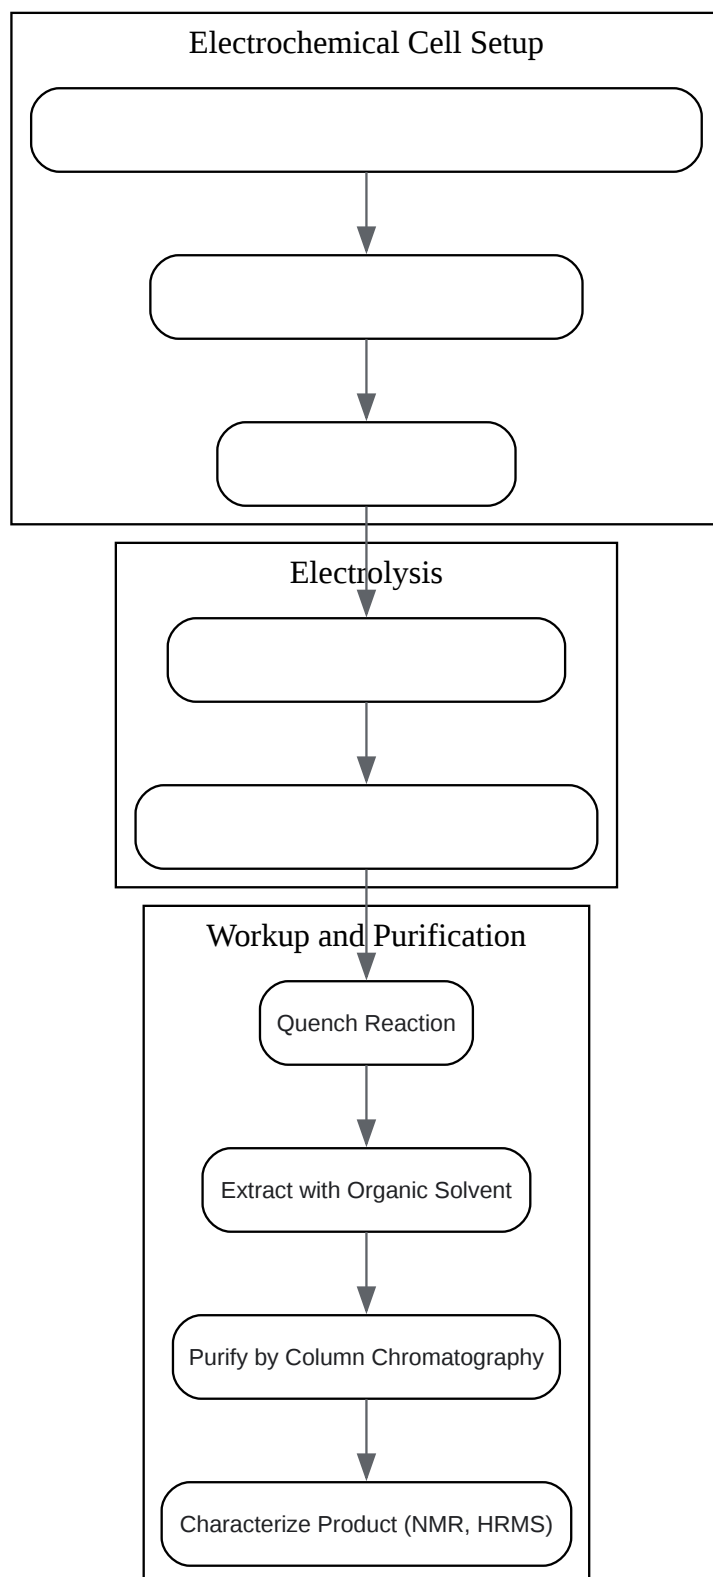 Electrochemical Cell Setup
Electrolysis
Workup and Purification
Quench Reaction
Extract with Organic Solvent
Purify by Column Chromatography
Characterize Product (NMR, HRMS)